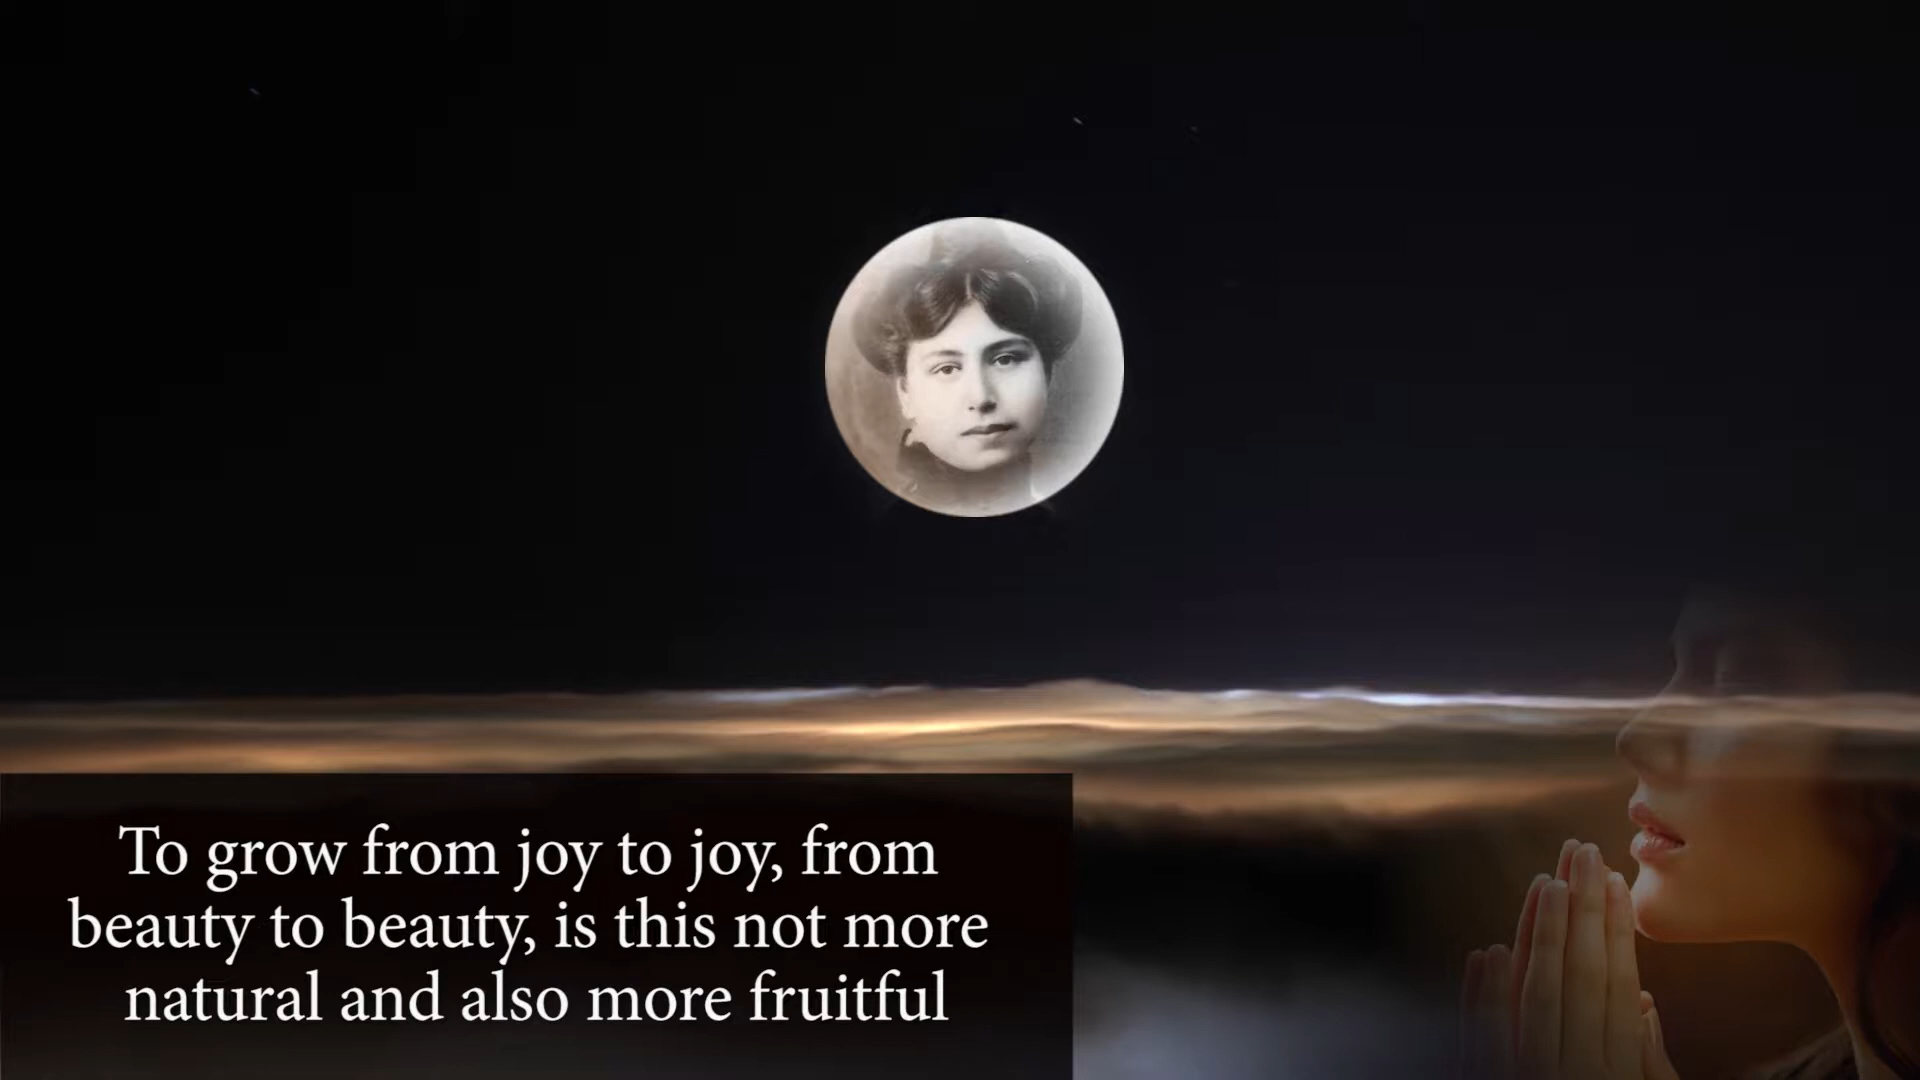 To grow from joy to joy, from
beauty to beauty, is this not more
natural and also more fruitful